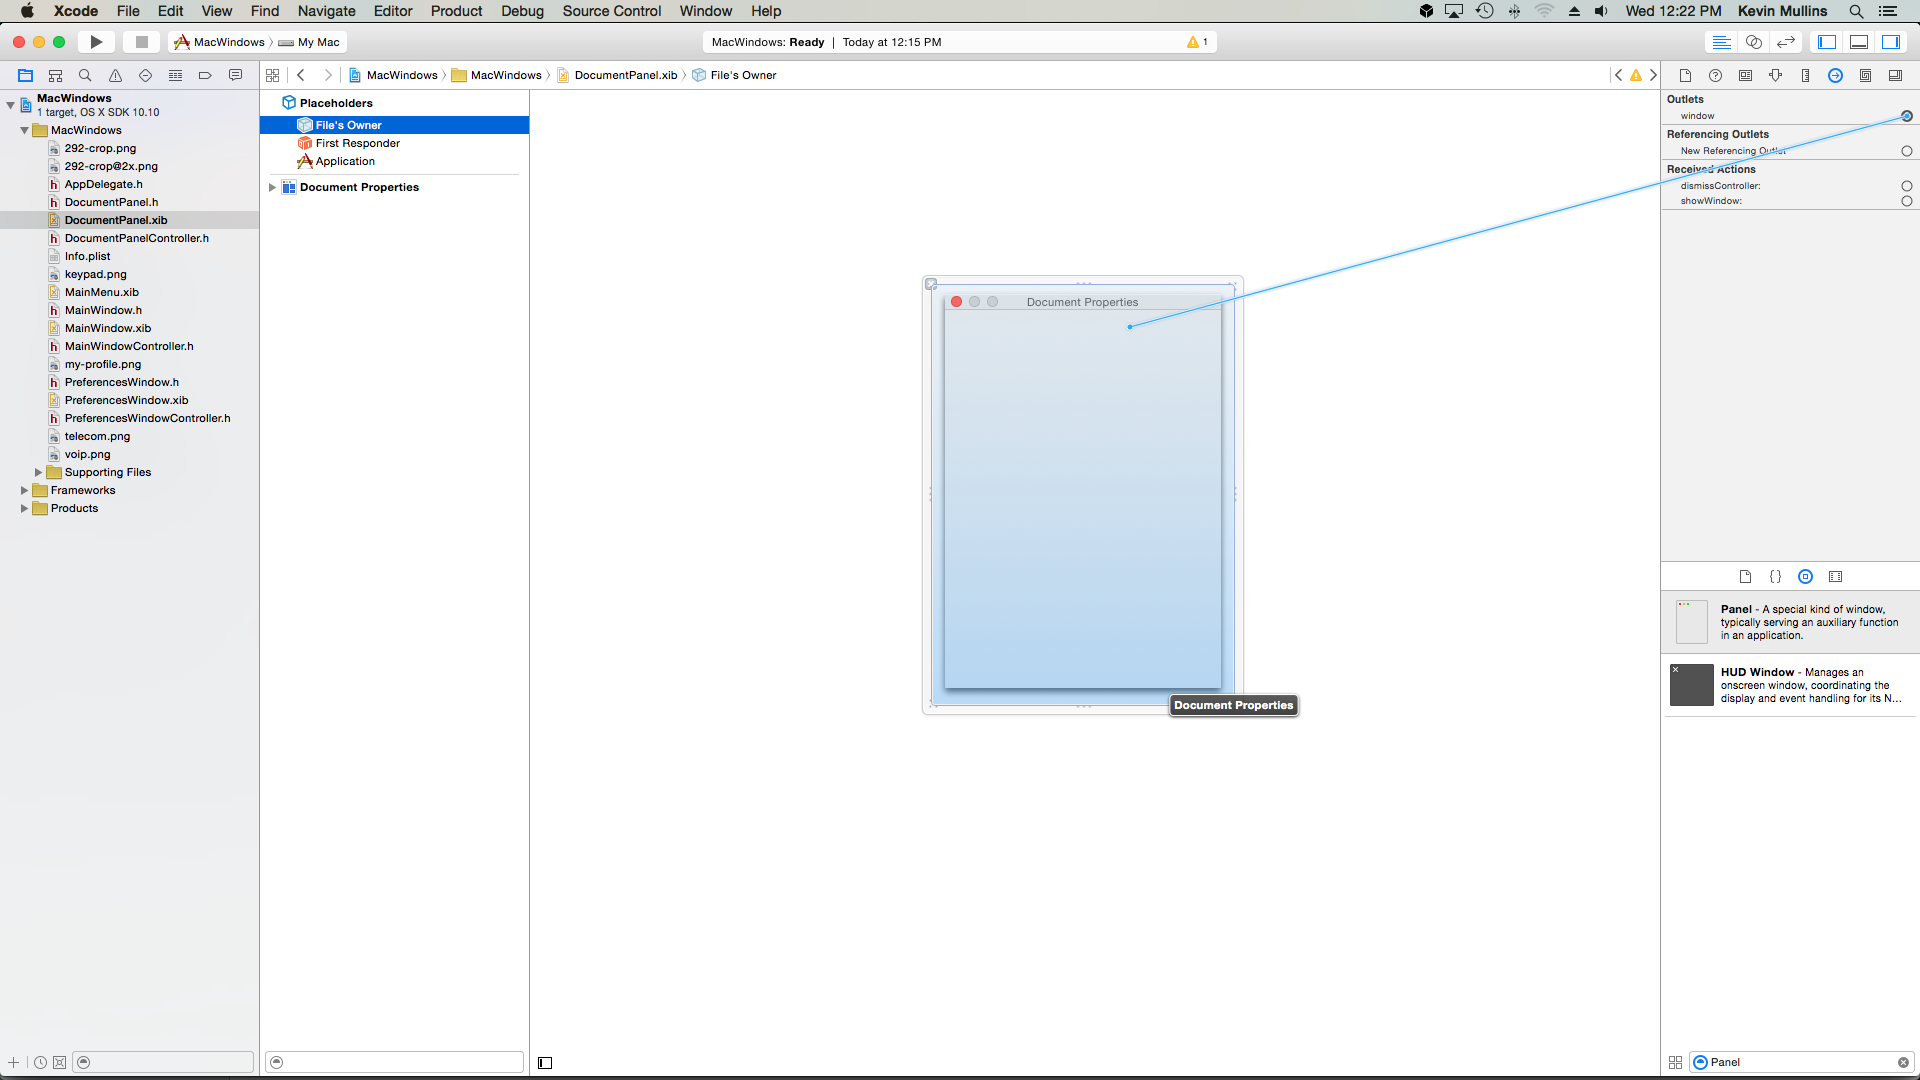 Xcode File Edit View Find Navigate Editor Product Debug Source Control Window Help Wed 12:22 PM Kevin Mullins
MacWindows My Mac MacWindows: Ready | Today at 12:15 PM 1
MacWindows MacWindows DocumentPanel.xib File's Owner
MacWindows
1 target, OS X SDK 10.10
MacWindows
292-crop.png
292-crop@2x.png
AppDelegate.h
DocumentPanel.h
DocumentPanel.xib
DocumentPanelController.h
Info.plist
keypad.png
MainMenu.xib
MainWindow.h
MainWindow.xib
MainWindowController.h
my-profile.png
PreferencesWindow.h
PreferencesWindow.xib
PreferencesWindowController.h
telecom.png
voip.png
Supporting Files
Frameworks
Products
Placeholders
File's Owner
First Responder
Application
Document Properties
Document Properties
Document Properties
Outlets
window
Referencing Outlets
New Referencing Outlet
Received Actions
dismissController:
showWindow:
Panel - A special kind of window,
typically serving an auxiliary function
in an application.
HUD Window - Manages an
onscreen window, coordinating the
display and event handling for its N...
Panel